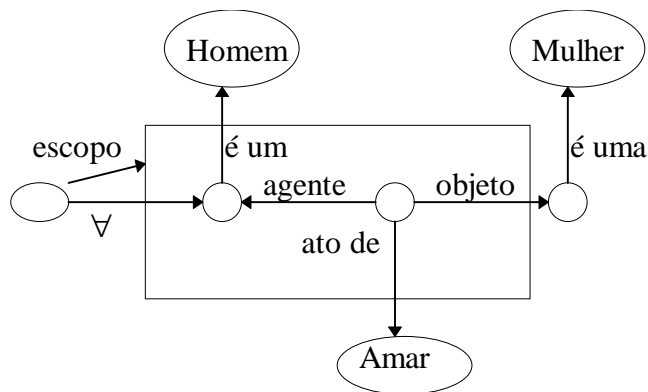 Homem
Mulher
escopo
é um
é uma
agente
objeto
∀
ato de
Amar